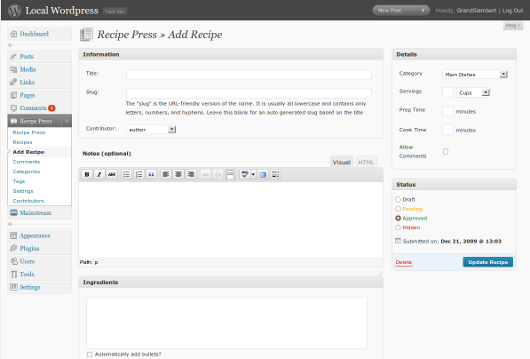 Local Wordpress Visit Site
New Post Howdy, GrandSlambert | Log Out
Help
Dashboard
Posts
Media
Links
Pages
Comments
Recipe Press
Recipe Press
Recipes
Add Recipe
Comments
Categories
Tags
Settings
Contributors
Mainstream
Appearance
Plugins
Users
Tools
Settings
Recipe Press » Add Recipe
Information
Title:
Slug:
The "slug" is the URL-friendly version of the name. It is usually all lowercase and contains only
letters, numbers, and hyphens. Leave this blank for an auto generated slug based on the title
Contributor: author
Notes (optional)
Visual HTML
B I ABC
Path: p
Ingredients
Automatically add bullets?
Details
Category Main Dishes
Servings Cups
Prep Time minutes
Cook Time minutes
Allow
Comments
Status
Draft
Pending
Approved
Hidden
Submitted on: Dec 21, 2009 @ 13:03
Delete Update Recipe